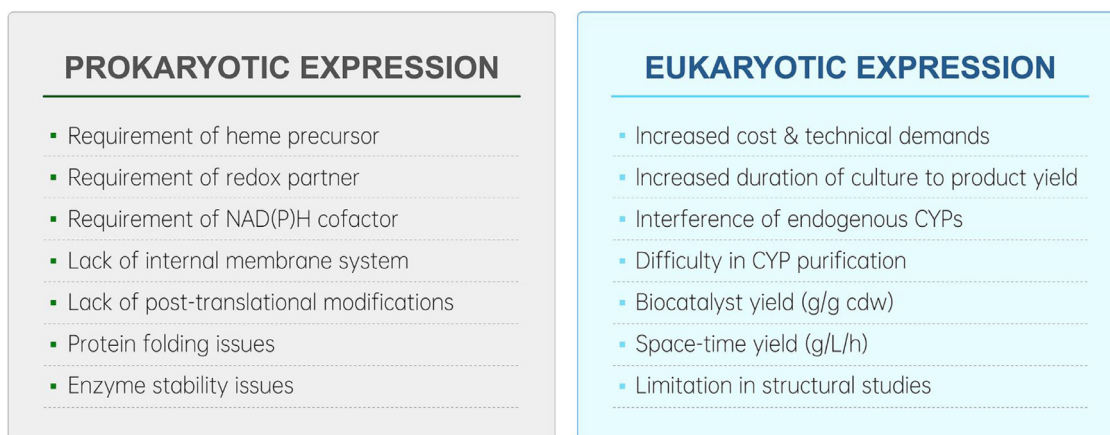 PROKARYOTIC EXPRESSION
Requirement of heme precursor
Requirement of redox partner
Requirement of NAD(P)H cofactor
Lack of internal membrane system
Lack of post-translational modifications
Protein folding issues
Enzyme stability issues
EUKARYOTIC EXPRESSION
Increased cost & technical demands
Increased duration of culture to product yield
Interference of endogenous CYPs
Difficulty in CYP purification
Biocatalyst yield (g/g cdw)
Space-time yield (g/L/h)
Limitation in structural studies